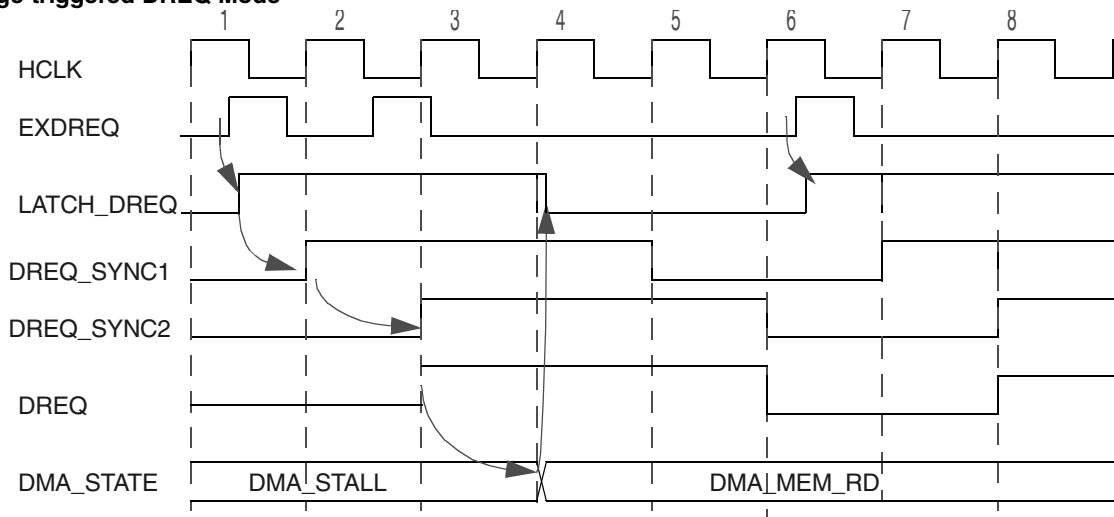 triggered DREQ Mode
1 2 3 4 5 6 7 8
HCLK
EXDREQ
LATCH_DREQ
DREQ_SYNC1
DREQ_SYNC2
DREQ
DMA_STATE DMA_STALL DMA_MEM_RD